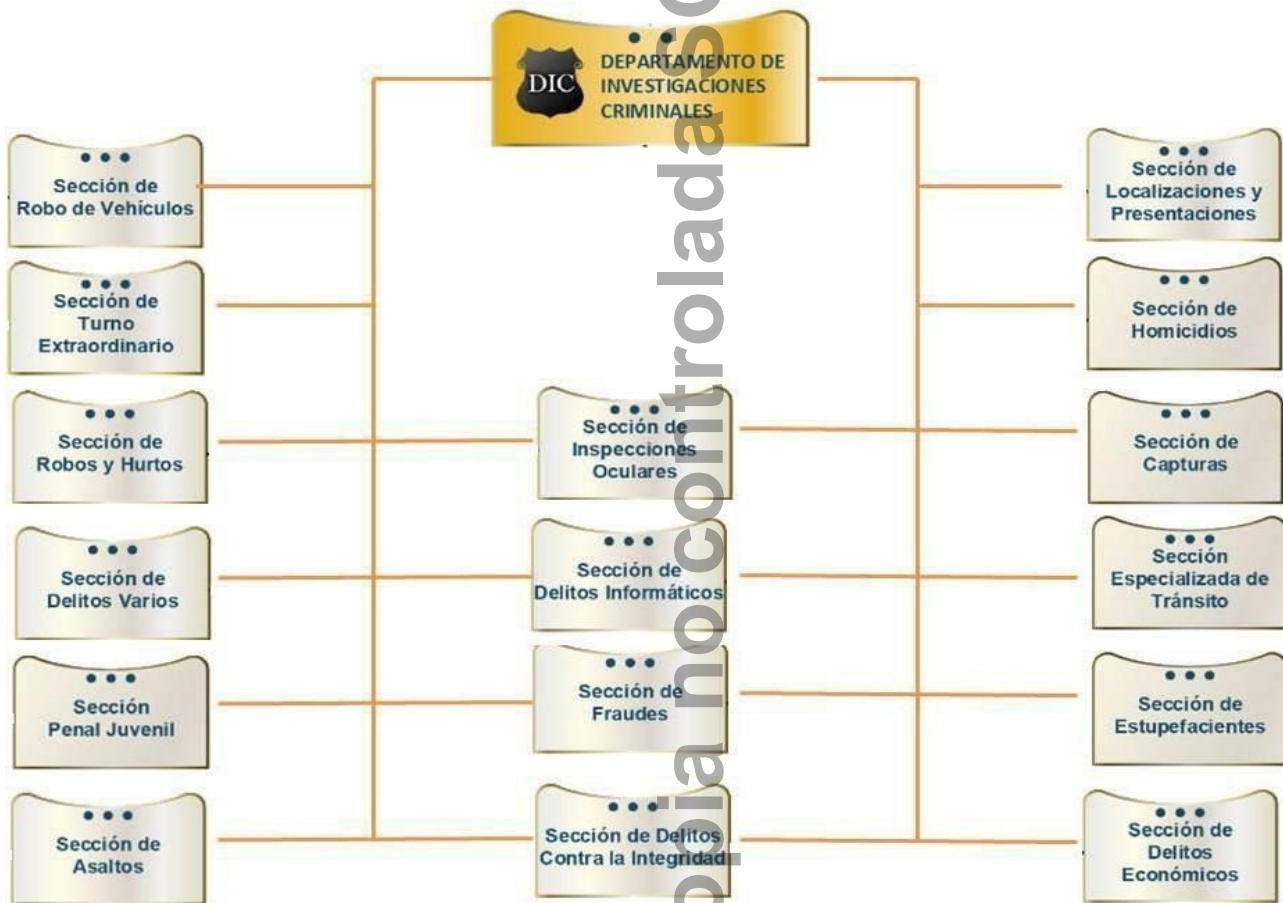 DIC
DEPARTAMENTO DE
INVESTIGACIONES
CRIMINALES
Sección de
Robo de Vehículos
Sección de
Turno
Extraordinario
Sección de
Robos y Hurtos
Sección de
Delitos Varios
Sección
Penal Juvenil
Sección de
Asaltos
Sección de
Inspecciones
Oculares
Sección de
Delitos Informáticos
Sección de
Fraudes
Sección de Delitos
Contra la Integridad
Sección de
Localizaciones y
Presentaciones
Sección de
Homicidios
Sección de
Capturas
Sección
Especializada de
Tránsito
Sección de
Estupefacientes
Sección de
Delitos
Económicos
opia no controlada